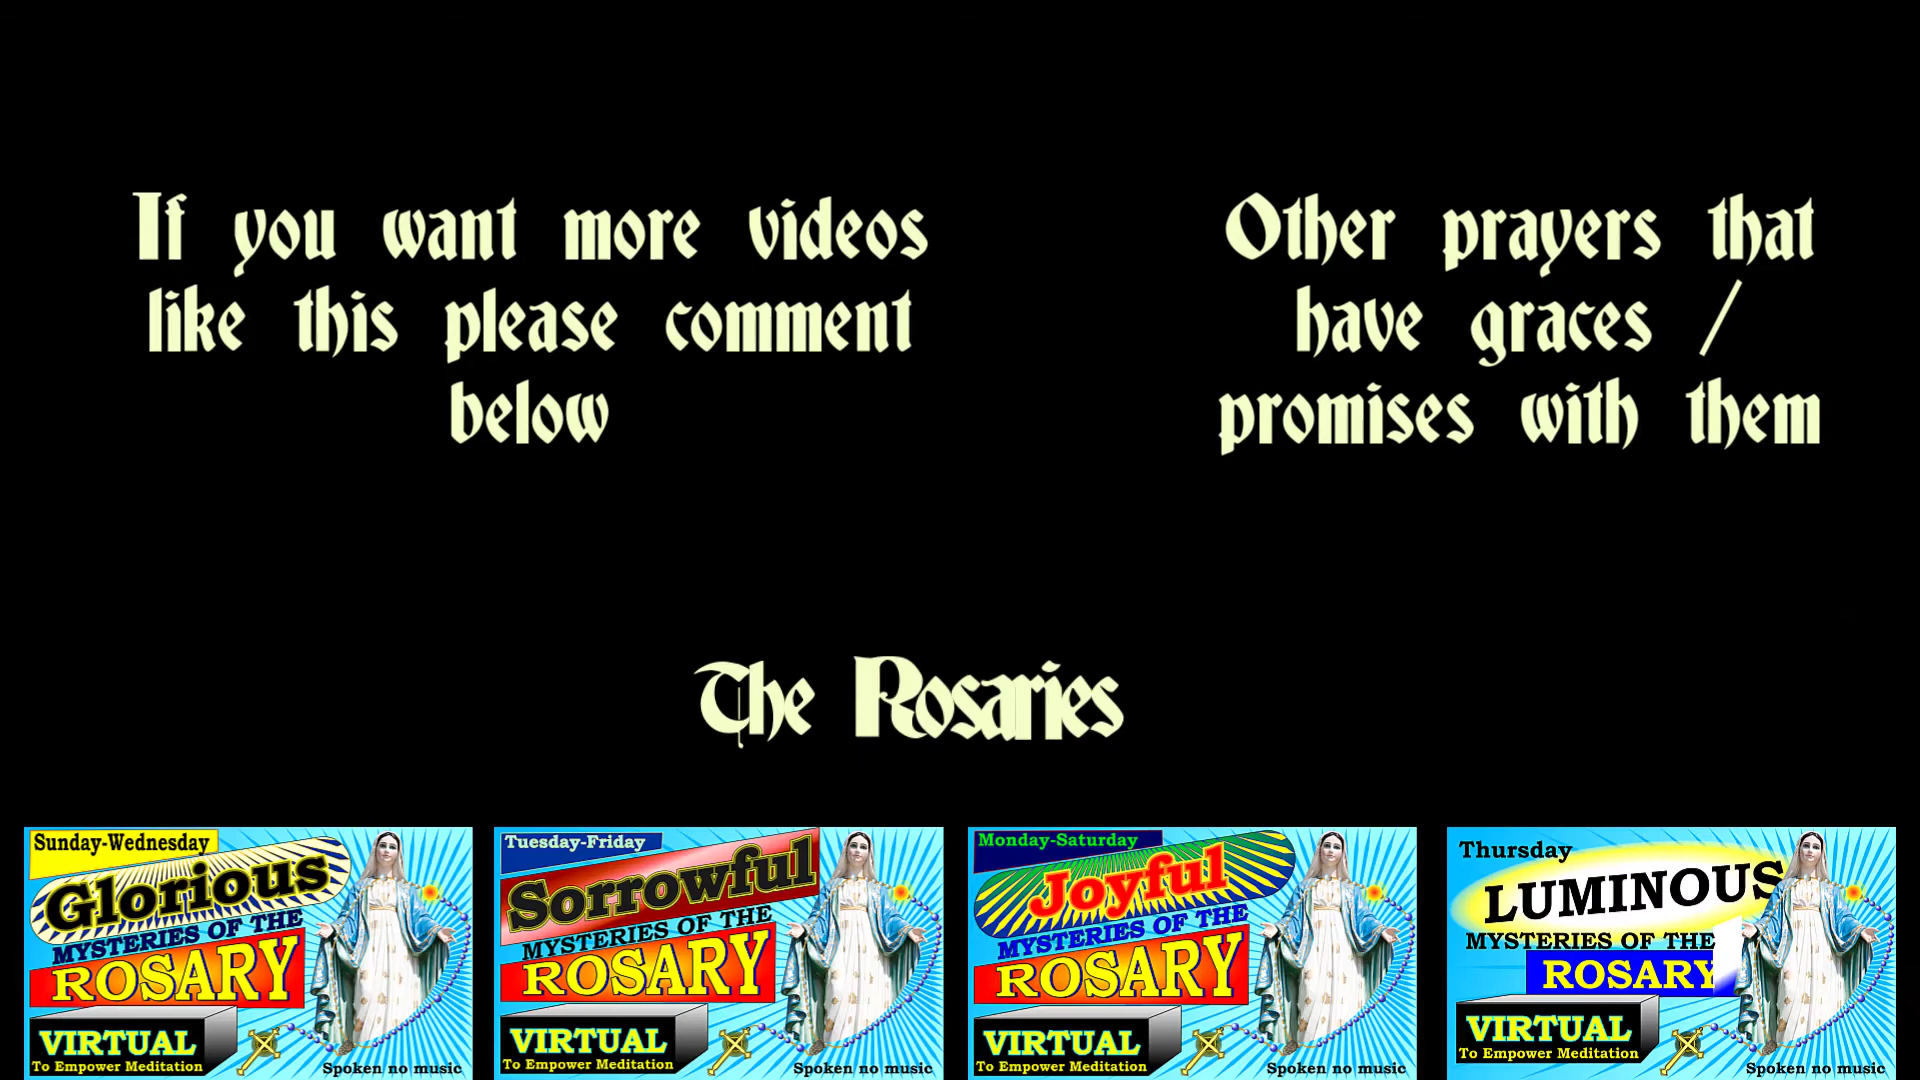 If you want more videos
like this please comment
below
Other prayers that
have graces /
promises with them
The Rosaries
Sunday-Wednesday
Glorious
MYSTERIES OF THE
ROSARY
VIRTUAL
To Empower Meditation
Spoken no music
Tuesday-Friday
Sorrowful
MYSTERIES OF THE
ROSARY
VIRTUAL
To Empower Meditation
Spoken no music
Monday-Saturday
Joyful
MYSTERIES OF THE
ROSARY
VIRTUAL
To Empower Meditation
Spoken no music
Thursday
LUMINOUS
MYSTERIES OF THE
ROSARY
VIRTUAL
To Empower Meditation
Spoken no music